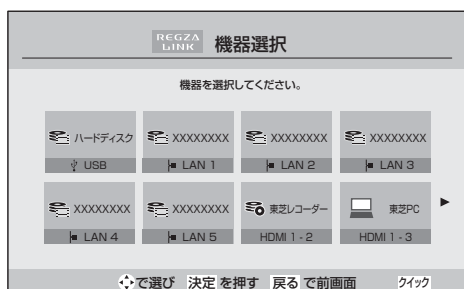 REGZA LINK 機器選択
機器を選択してください。
ハードディスク XXXXXXXX XXXXXXXX XXXXXXXX
USB LAN 1 LAN 2 LAN 3
XXXXXXXX XXXXXXXX 東芝レコーダー 東芝PC
LAN 4 LAN 5 HDMI 1 - 2 HDMI 1 - 3
で選び 決定 を押す 戻る で前画面 クイック